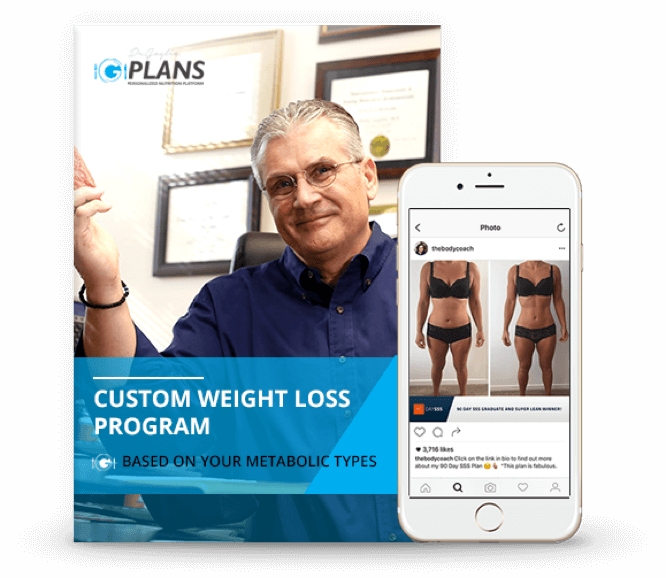 G PLANS
PERSONALIZED NUTRITION PLATFORM
CUSTOM WEIGHT LOSS
PROGRAM
BASED ON YOUR METABOLIC TYPES
Photo
thebodycoach
DAYSSS
90 DAY SSS GRADUATE AND SUPER LEAN WINNER!
3,716 likes
thebodycoach Click on the link in bio to find out more
about my 90 Day SSS Plan 😄👆 "This plan is fabulous.